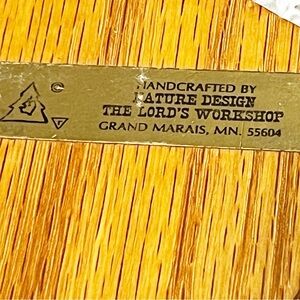 HANDCRAFTED BY
NATURE DESIGN
THE LORD'S WORKSHOP
GRAND MARAIS, MN. 55604